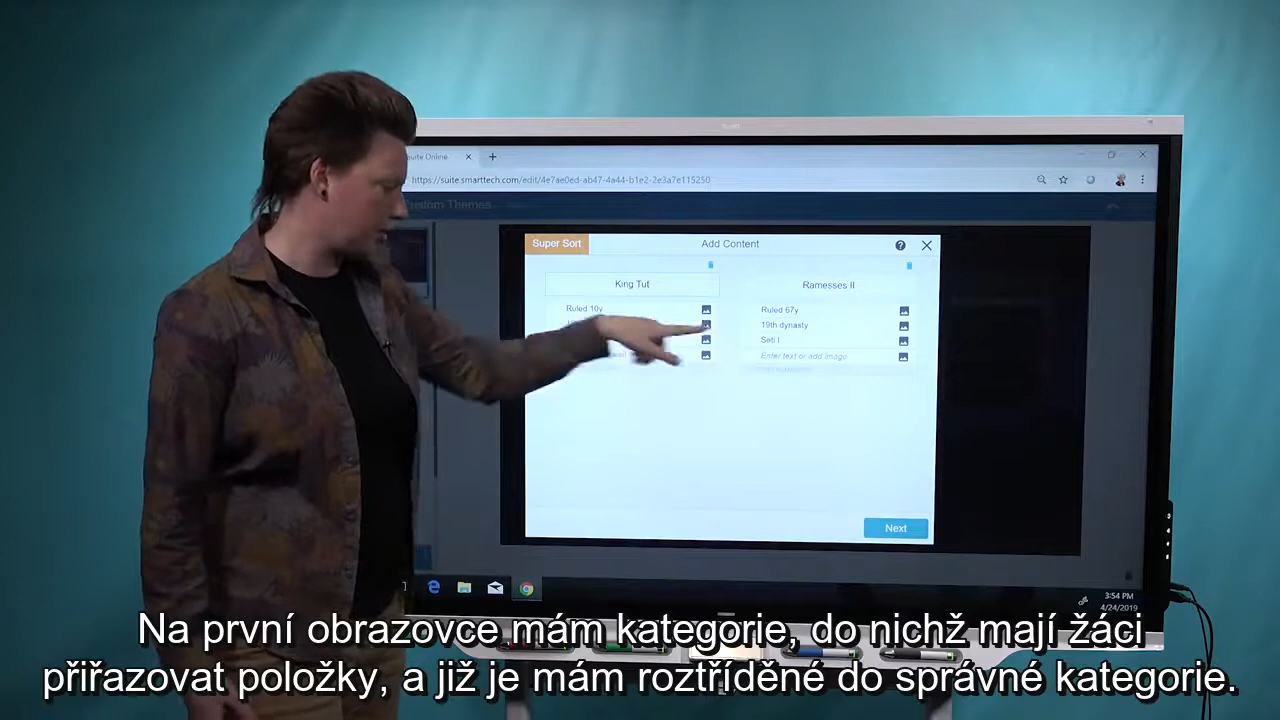 suite Online
https://suite.smarttech.com/edit/4e7ae0ed-ab47-4a44-b1e2-2e3a7e115250
Custom Themes
Super Sort
Add Content
King Tut
Ramesses II
Ruled 10y
Ruled 67y
19th dynasty
Seti I
Enter text or add image
Next
3:54 PM
4/24/2019
Na první obrazovce mám kategorie, do nichž mají žáci
přiřazovat položky, a již je mám roztříděné do správné kategorie.